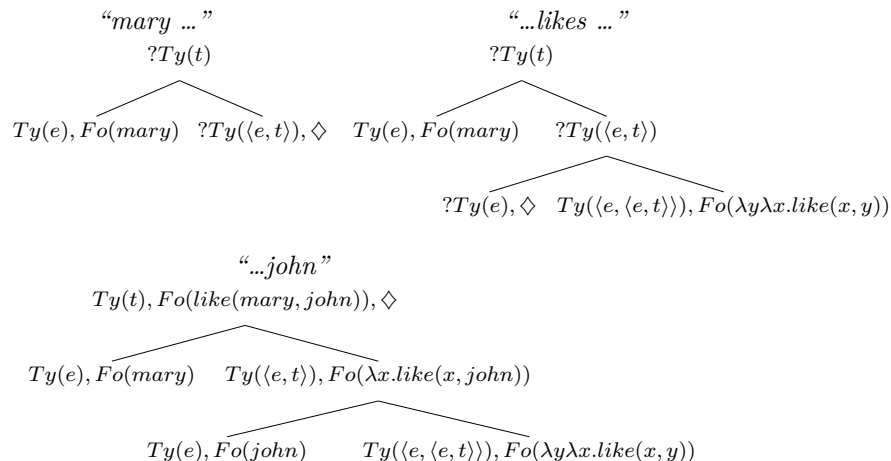 “mary ...” “...likes ...”
?Ty(t) ?Ty(t)
Ty(e), Fo(mary) ?Ty(⟨e, t⟩), ♢ Ty(e), Fo(mary) ?Ty(⟨e, t⟩)
?Ty(e), ♢ Ty(⟨e, ⟨e, t⟩⟩), Fo(λyλx.like(x, y))
“...john”
Ty(t), Fo(like(mary, john)), ♢
Ty(e), Fo(mary) Ty(⟨e, t⟩), Fo(λx.like(x, john))
Ty(e), Fo(john) Ty(⟨e, ⟨e, t⟩⟩), Fo(λyλx.like(x, y))